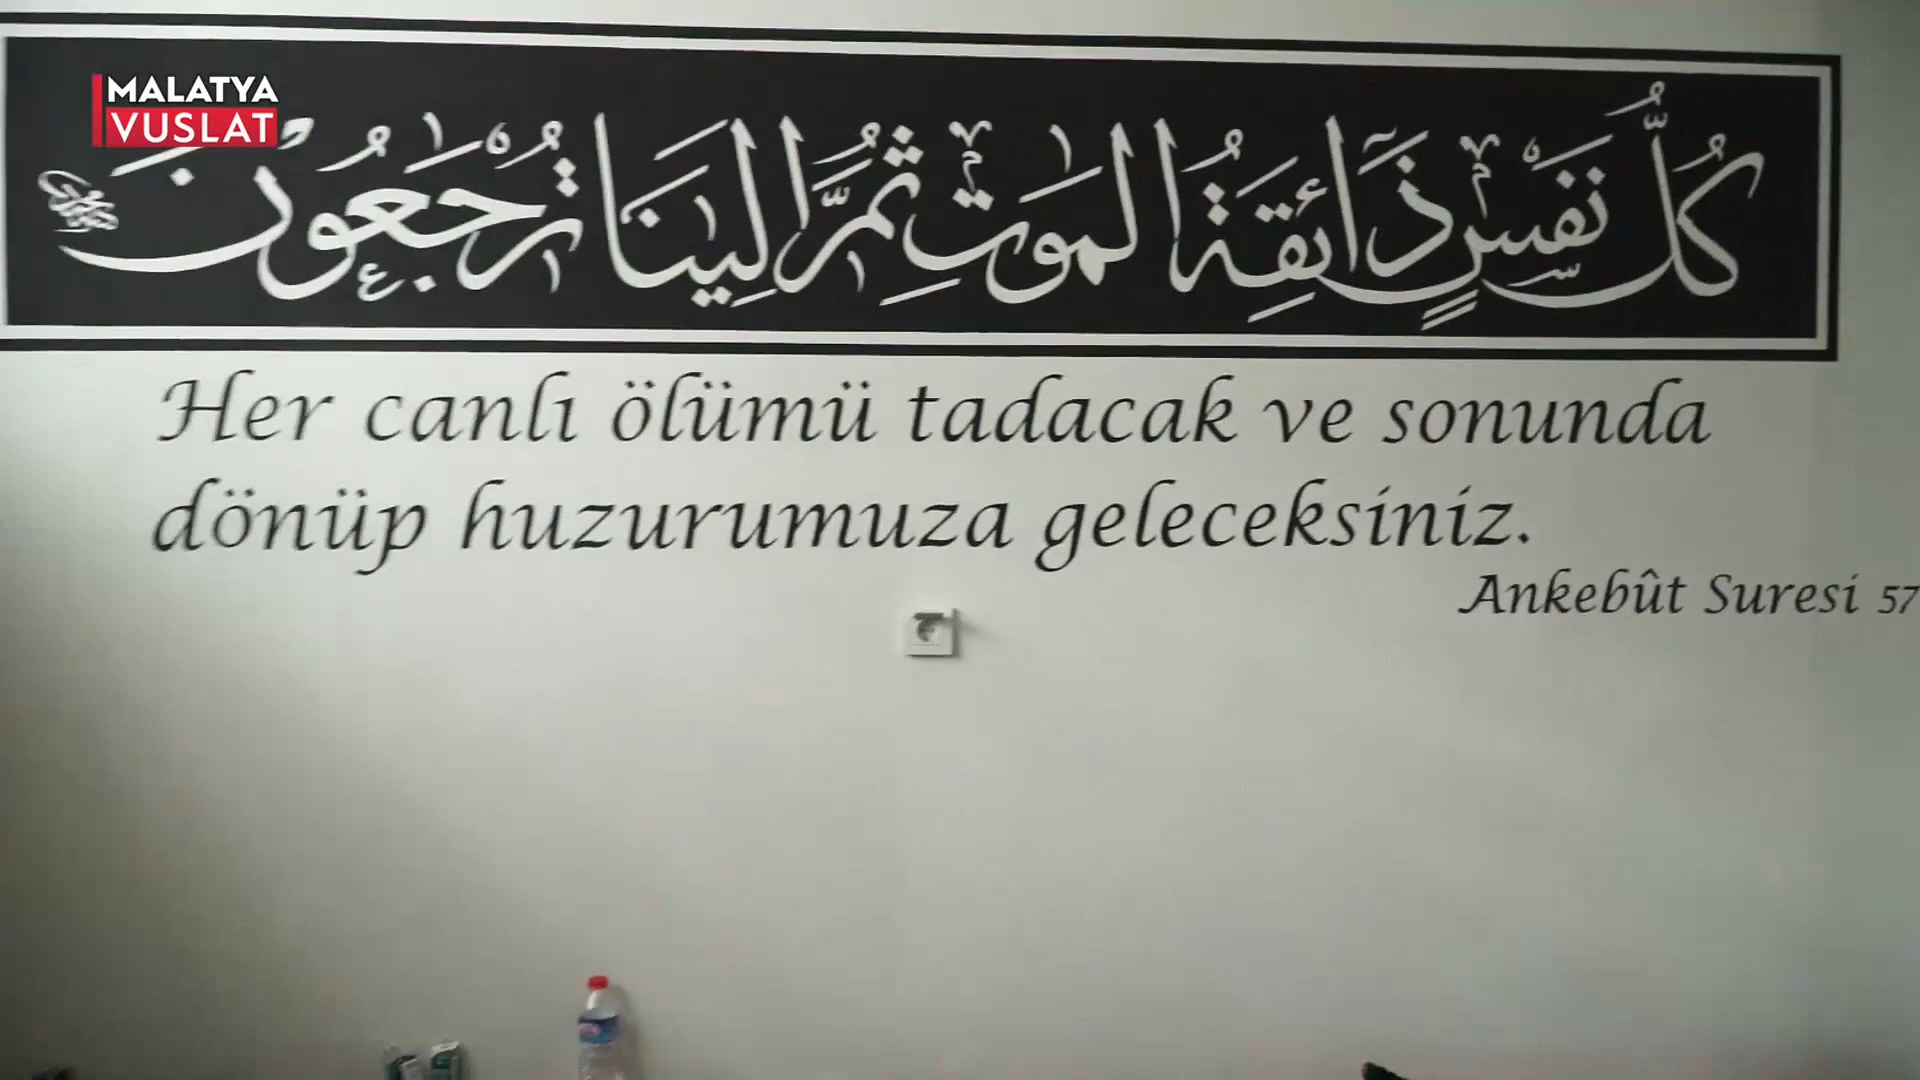 MALATYA
VUSLAT
كُلُّ نَفْسٍ ذَائِقَةُ الْمَوْتِ ثُمَّ اِلَيْنَا تُرْجَعُونَ
Her canlı ölümü tadacak ve sonunda
dönüp huzurumuza geleceksiniz.
Ankebût Suresi 57